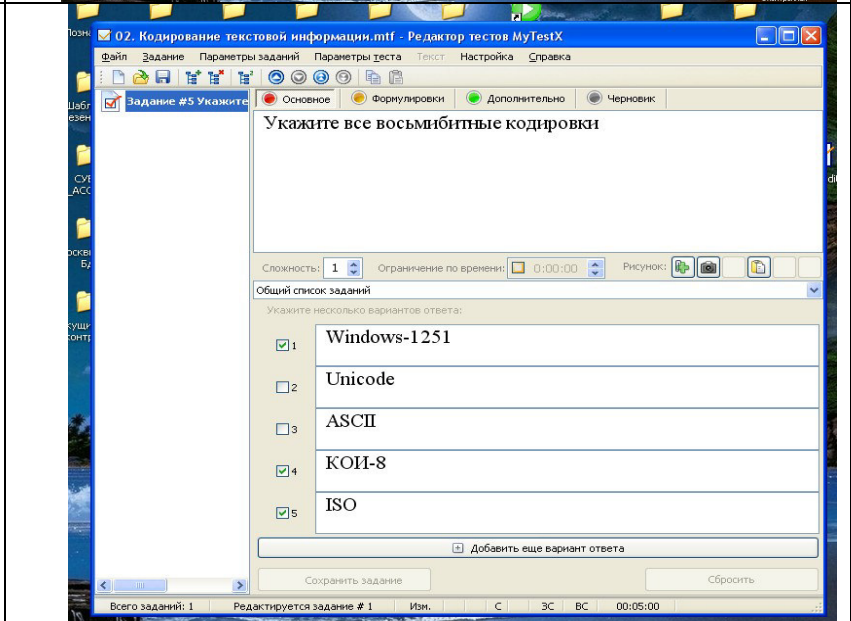 02. Кодирование текстовой информации.mtf - Редактор тестов MyTestX
Файл Задание Параметры заданий Параметры теста Текст Настройка Справка
Задание #5 Укажите
Основное Формулировки Дополнительно Черновик
Укажите все восьмибитные кодировки
Сложность: 1 Ограничение по времени: 0:00:00 Рисунок:
Общий список заданий
Укажите несколько вариантов ответа:
1 Windows-1251
2 Unicode
3 ASCII
4 КОИ-8
5 ISO
Добавить еще вариант ответа
Сохранить задание Сбросить
Всего заданий: 1 Редактируется задание # 1 Изм. С ЗС ВС 00:05:00